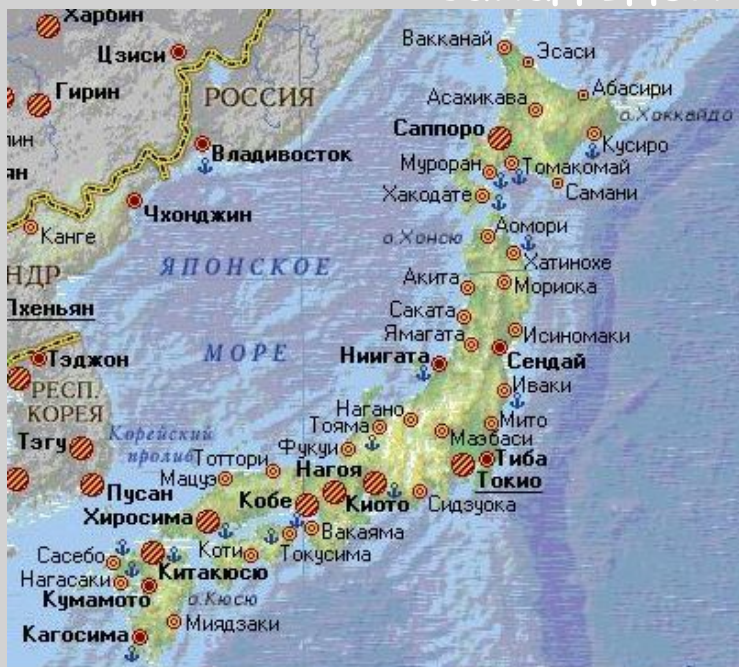 Харбин
Цзиси
Гирин
РОССИЯ
Владивосток
Чхонджин
Канге
НДР
Пхеньян
Тэджон
РЕСП.
КОРЕЯ
Тэгу
Пусан
Корейский
пролив
ЯПОНСКОЕ
МОРЕ
Вакканай
Эсаси
Абасири
Асахикава
о.Хоккайдо
Саппоро
Кусиро
Муроран
Томакомай
Самани
Хакодате
Аомори
о.Хонсю
Хатинохе
Акита
Мориока
Саката
Ямагата
Исиномаки
Ниигата
Сендай
Иваки
Нагано
Тояма
Мито
Маэбаси
Фукуи
Тоттори
Мацуэ
Нагоя
Тиба
Токио
Кобе
Киото
Сидзуока
Хиросима
Вакаяма
Коти
Токусима
Сасебо
Нагасаки
Китакюсю
Кумамото
о.Кюсю
Миядзаки
Кагосима